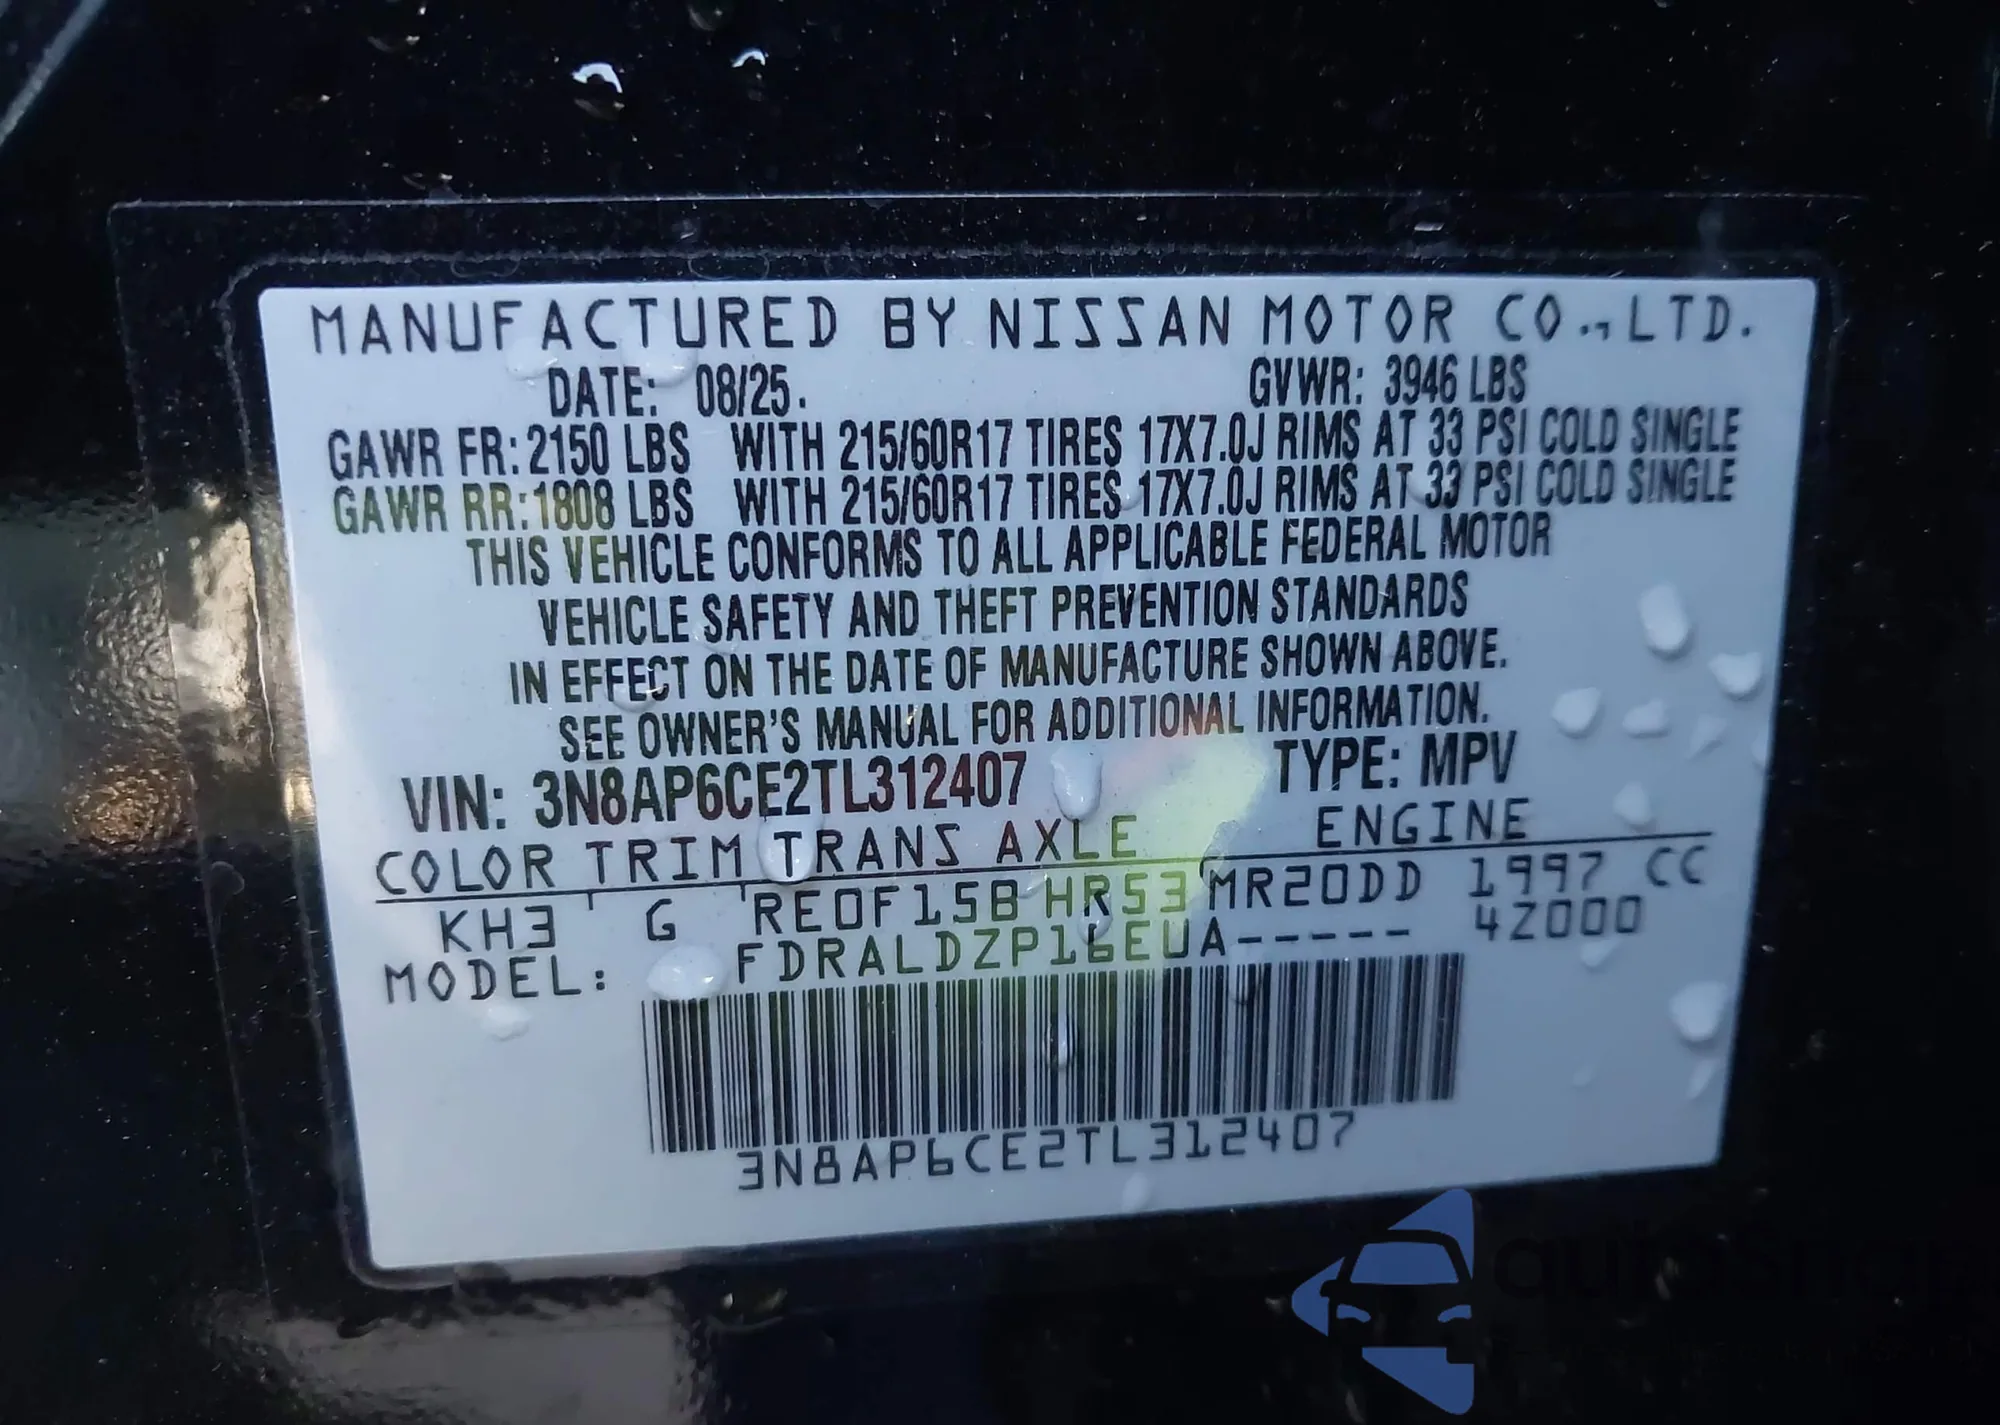 MANUFACTURED BY NISSAN MOTOR CO., LTD.
DATE: 08/25. GVWR: 3946 LBS
GAWR FR: 2150 LBS WITH 215/60R17 TIRES 17X7.0J RIMS AT 33 PSI COLD SINGLE
GAWR RR: 1808 LBS WITH 215/60R17 TIRES 17X7.0J RIMS AT 33 PSI COLD SINGLE
THIS VEHICLE CONFORMS TO ALL APPLICABLE FEDERAL MOTOR
VEHICLE SAFETY AND THEFT PREVENTION STANDARDS
IN EFFECT ON THE DATE OF MANUFACTURE SHOWN ABOVE.
SEE OWNER'S MANUAL FOR ADDITIONAL INFORMATION.
VIN: 3N8AP6CE2TL312407 TYPE: MPV
COLOR TRIM TRANS AXLE ENGINE
KH3 G RE0F15B HR53 MR20DD 1997 CC
MODEL: FDRALDZP16EUA----- 4Z000
3N8AP6CE2TL312407